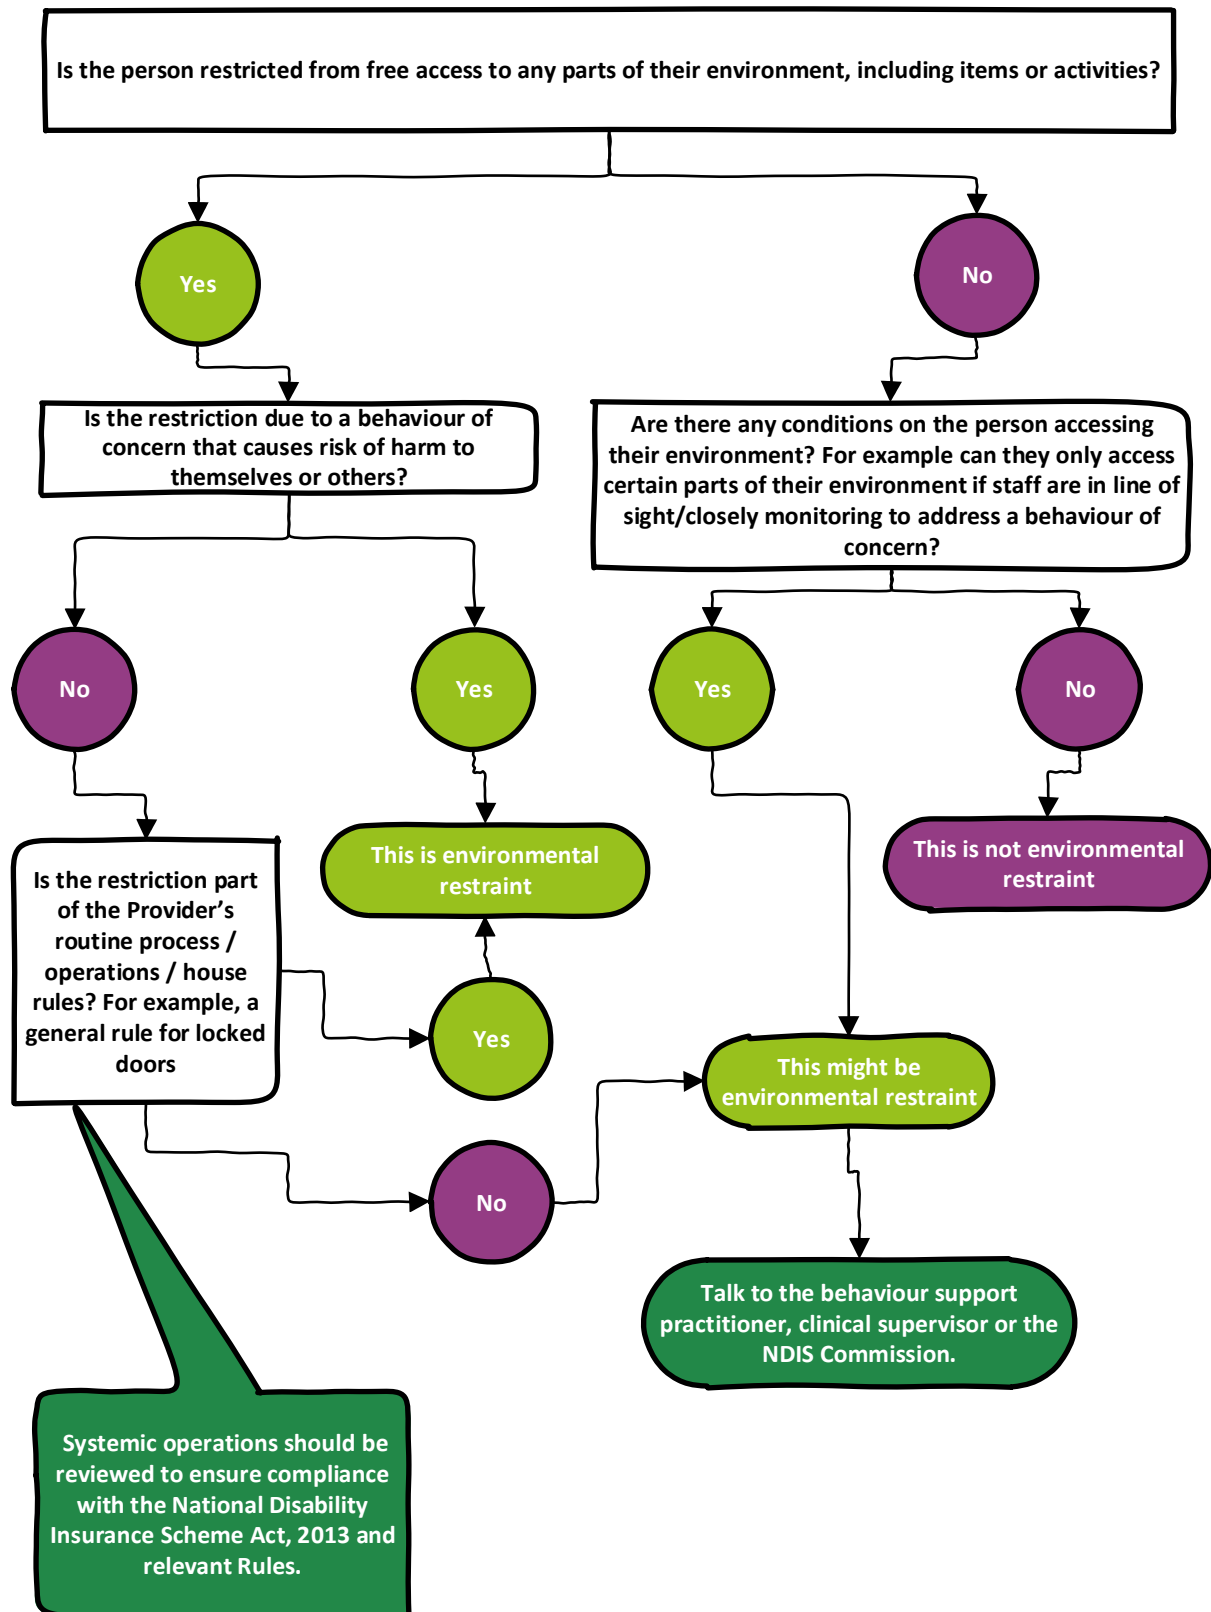 Is the person restricted from free access to any parts of their environment, including items or activities?
Yes
No
Is the restriction due to a behaviour of
concern that causes risk of harm to
themselves or others?
Are there any conditions on the person accessing
their environment? For example can they only access
certain parts of their environment if staff are in line of
sight/closely monitoring to address a behaviour of
concern?
No
Yes
Yes
No
This is environmental
restraint
This is not environmental
restraint
Is the restriction part
of the Provider’s
routine process /
operations / house
rules? For example, a
general rule for locked
doors
Yes
This might be
environmental restraint
No
Talk to the behaviour support
practitioner, clinical supervisor or the
NDIS Commission.
Systemic operations should be
reviewed to ensure compliance
with the National Disability
Insurance Scheme Act, 2013 and
relevant Rules.